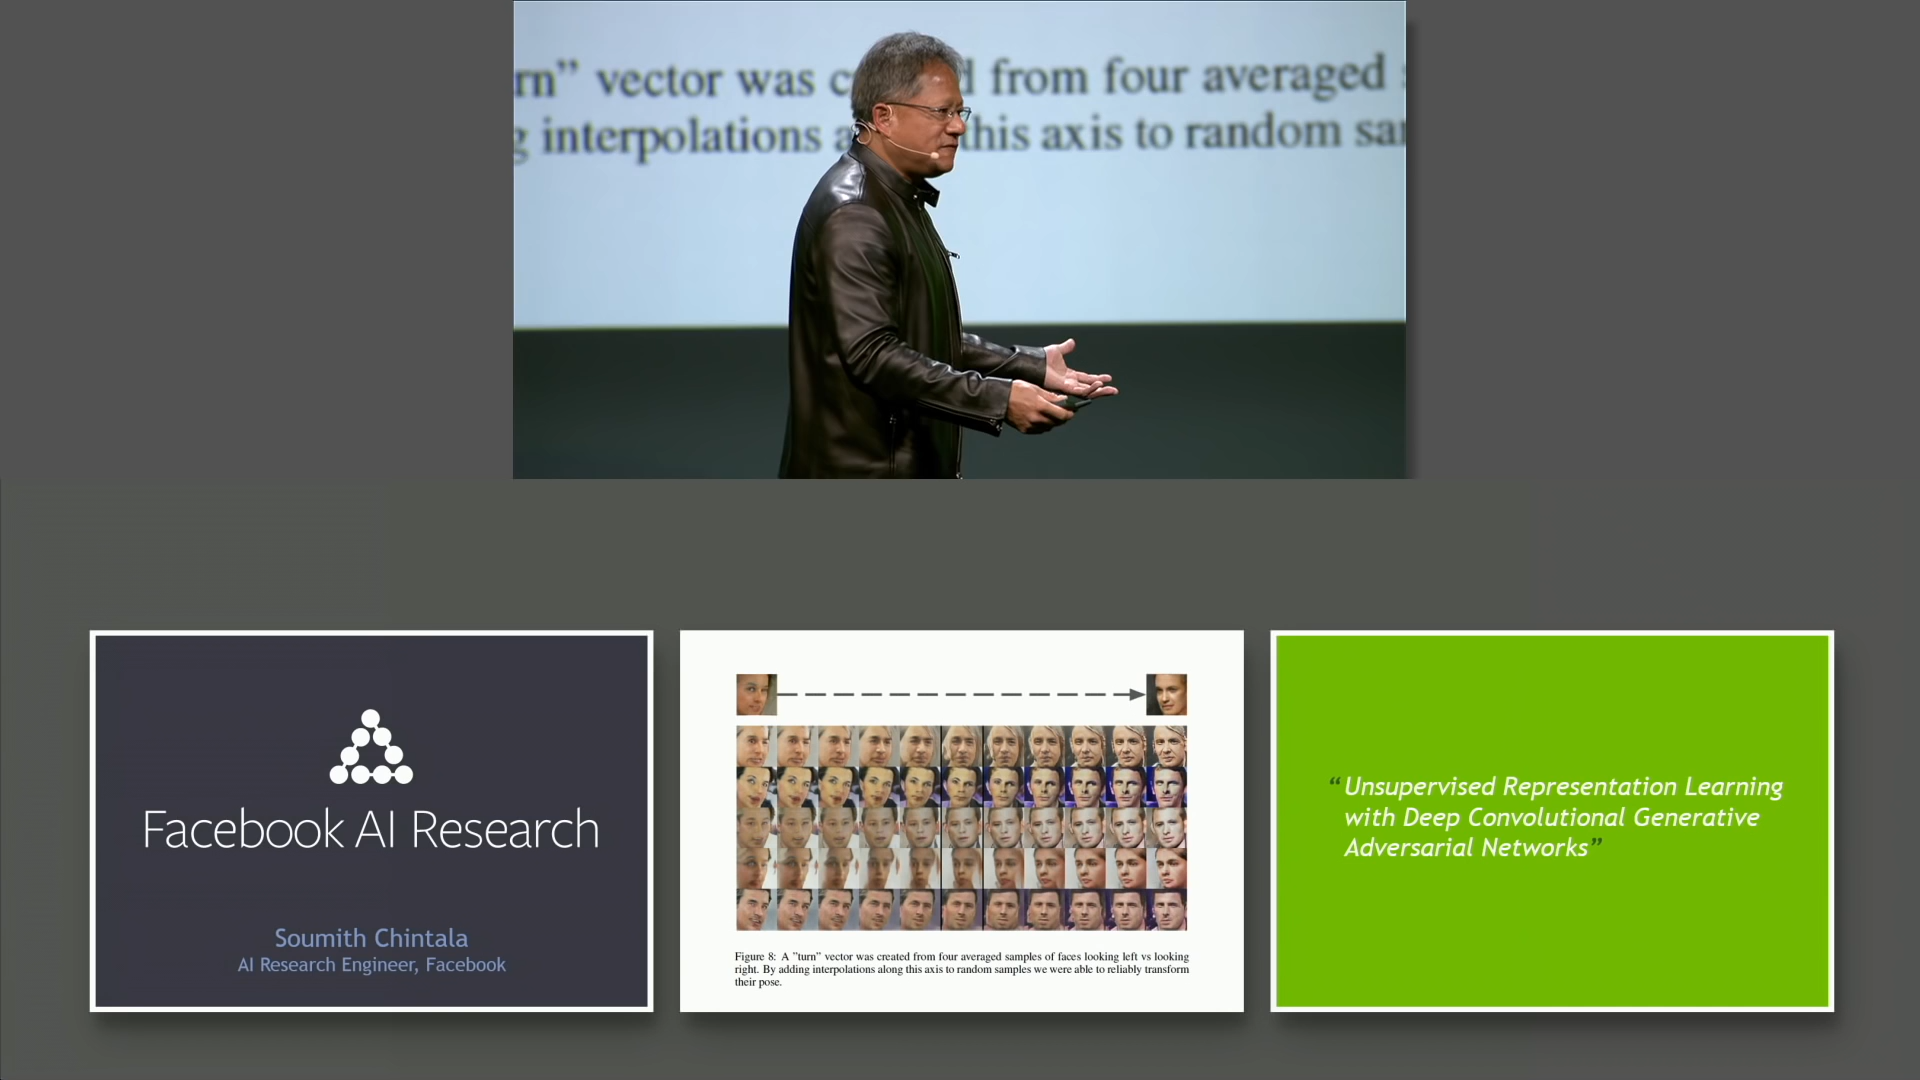 rn” vector was c d from four averaged
g interpolations a this axis to random sar
Facebook AI Research
Soumith Chintala
AI Research Engineer, Facebook
Figure 8: A "turn" vector was created from four averaged samples of faces looking left vs looking
right. By adding interpolations along this axis to random samples we were able to reliably transform
their pose.
“Unsupervised Representation Learning
with Deep Convolutional Generative
Adversarial Networks”